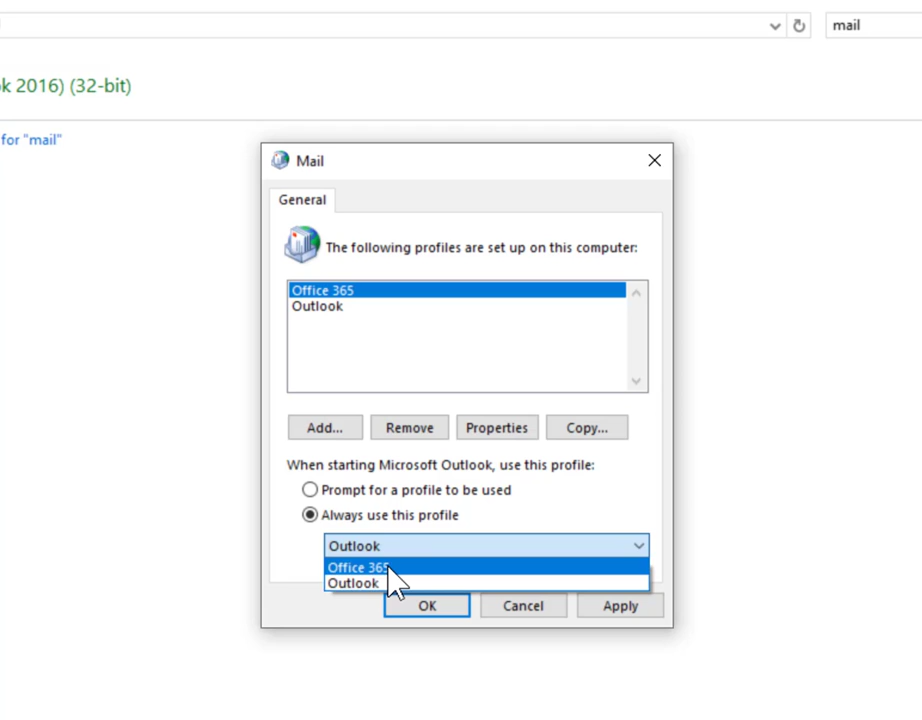 mail
k 2016) (32-bit)
for "mail"
Mail
General
The following profiles are set up on this computer:
Office 365
Outlook
Add... Remove Properties Copy...
When starting Microsoft Outlook, use this profile:
Prompt for a profile to be used
Always use this profile
Outlook
Office 365
Outlook
OK Cancel Apply